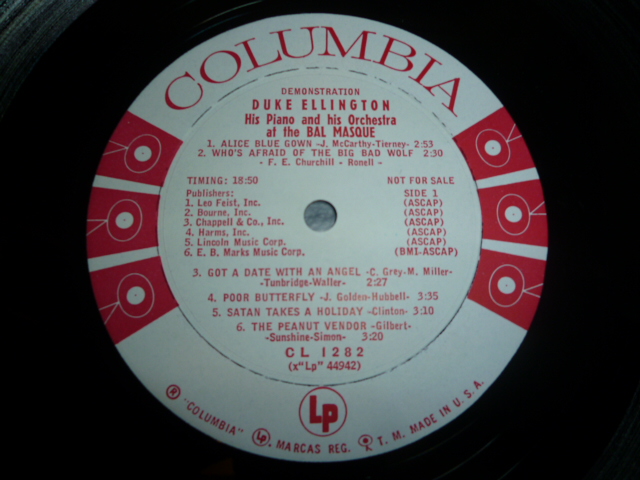 COLUMBIA
DEMONSTRATION
DUKE ELLINGTON
His Piano and his Orchestra
at the BAL MASQUE
1. ALICE BLUE GOWN -J. McCarthy-Tierney- 2:53
2. WHO'S AFRAID OF THE BIG BAD WOLF 2:30
- F. E. Churchill - Ronell -
TIMING: 18:50 NOT FOR SALE
Publishers: SIDE 1
1. Leo Feist, Inc. (ASCAP)
2. Bourne, Inc. (ASCAP)
3. Chappell & Co., Inc. (ASCAP)
4. Harms, Inc. (ASCAP)
5. Lincoln Music Corp. (ASCAP)
6. E. B. Marks Music Corp. (BMI-ASCAP)
3. GOT A DATE WITH AN ANGEL -C. Grey-M. Miller-
-Tunbridge-Waller- 2:27
4. POOR BUTTERFLY -J. Golden-Hubbell- 3:35
5. SATAN TAKES A HOLIDAY -Clinton- 3:10
6. THE PEANUT VENDOR -Gilbert-
-Sunshine-Simon- 3:20
CL 1282
(x"Lp" 44942)
Lp
® "COLUMBIA" Lp. MARCAS REG. T. M. MADE IN U. S. A.